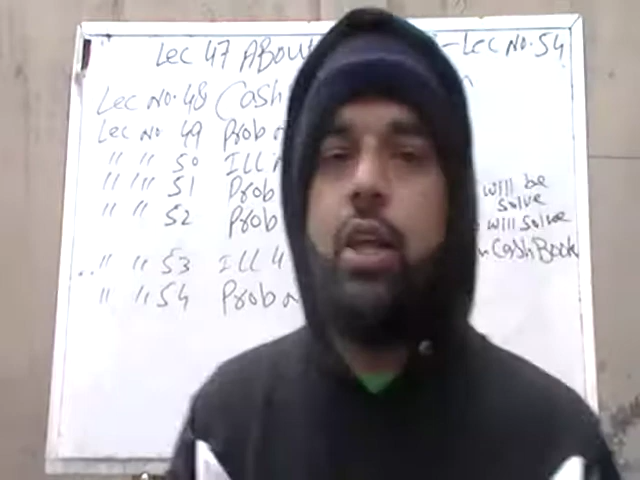 Lec 47 ABOU - Lec No. 54
Lec No. 48 Cash
Lec No 49 Prob
" " 50 ILL
" " 51 Prob will be
solve
" " 52 Prob will Solve
Cash Book
" " 53 ILL 4
" " 54 Prob